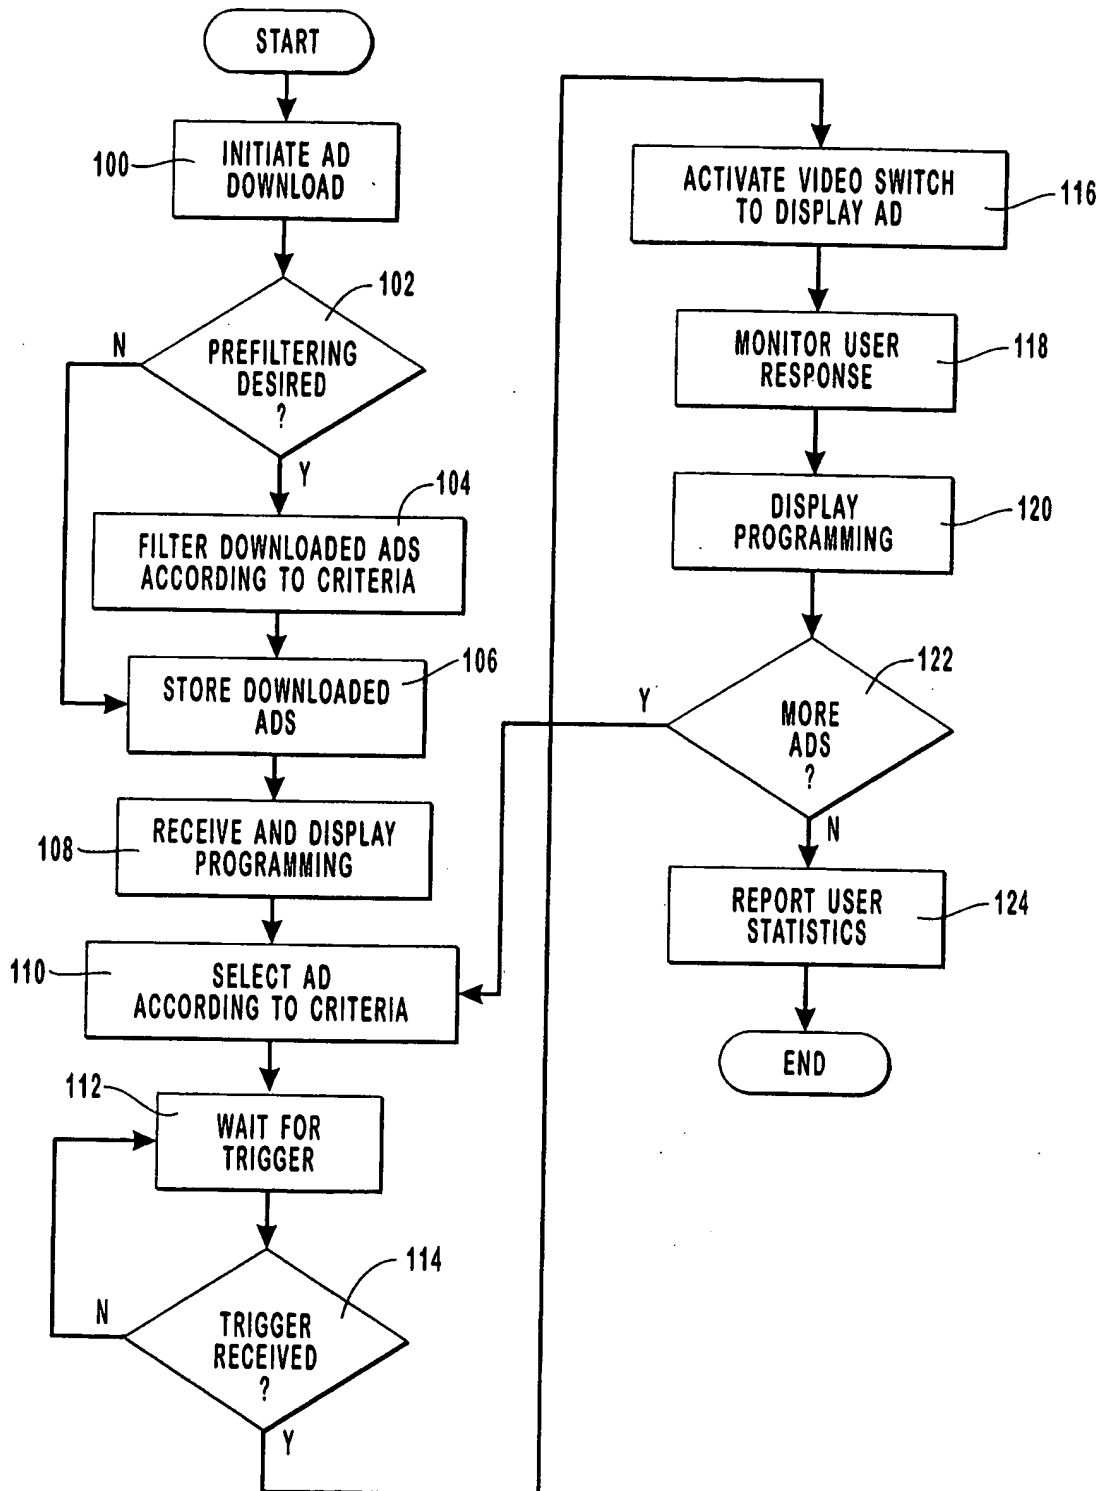 START
100
INITIATE AD
DOWNLOAD
102
N
PREFILTERING
DESIRED
?
Y
104
FILTER DOWNLOADED ADS
ACCORDING TO CRITERIA
106
STORE DOWNLOADED
ADS
108
RECEIVE AND DISPLAY
PROGRAMMING
110
SELECT AD
ACCORDING TO CRITERIA
112
WAIT FOR
TRIGGER
114
N
TRIGGER
RECEIVED
?
Y
ACTIVATE VIDEO SWITCH
TO DISPLAY AD
116
MONITOR USER
RESPONSE
118
DISPLAY
PROGRAMMING
120
122
Y
MORE
ADS
?
N
REPORT USER
STATISTICS
124
END